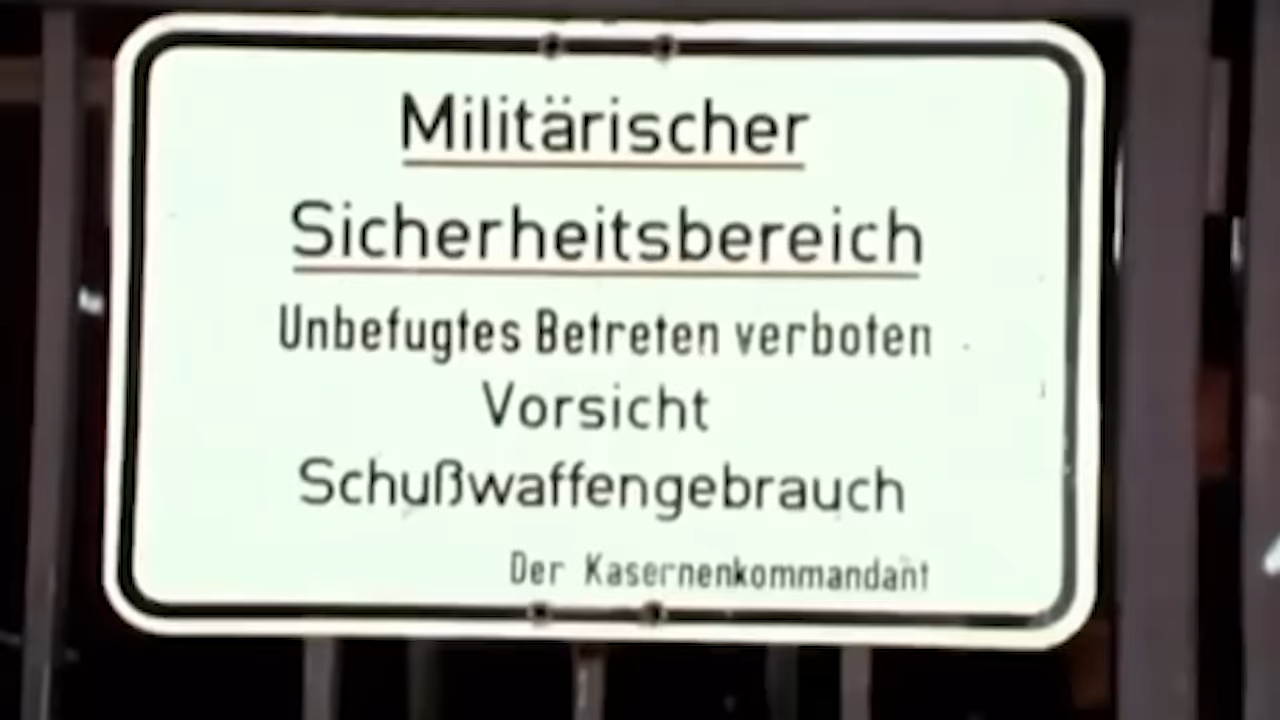 Militärischer
Sicherheitsbereich
Unbefugtes Betreten verboten
Vorsicht
Schußwaffengebrauch
Der Kasernenkommandant